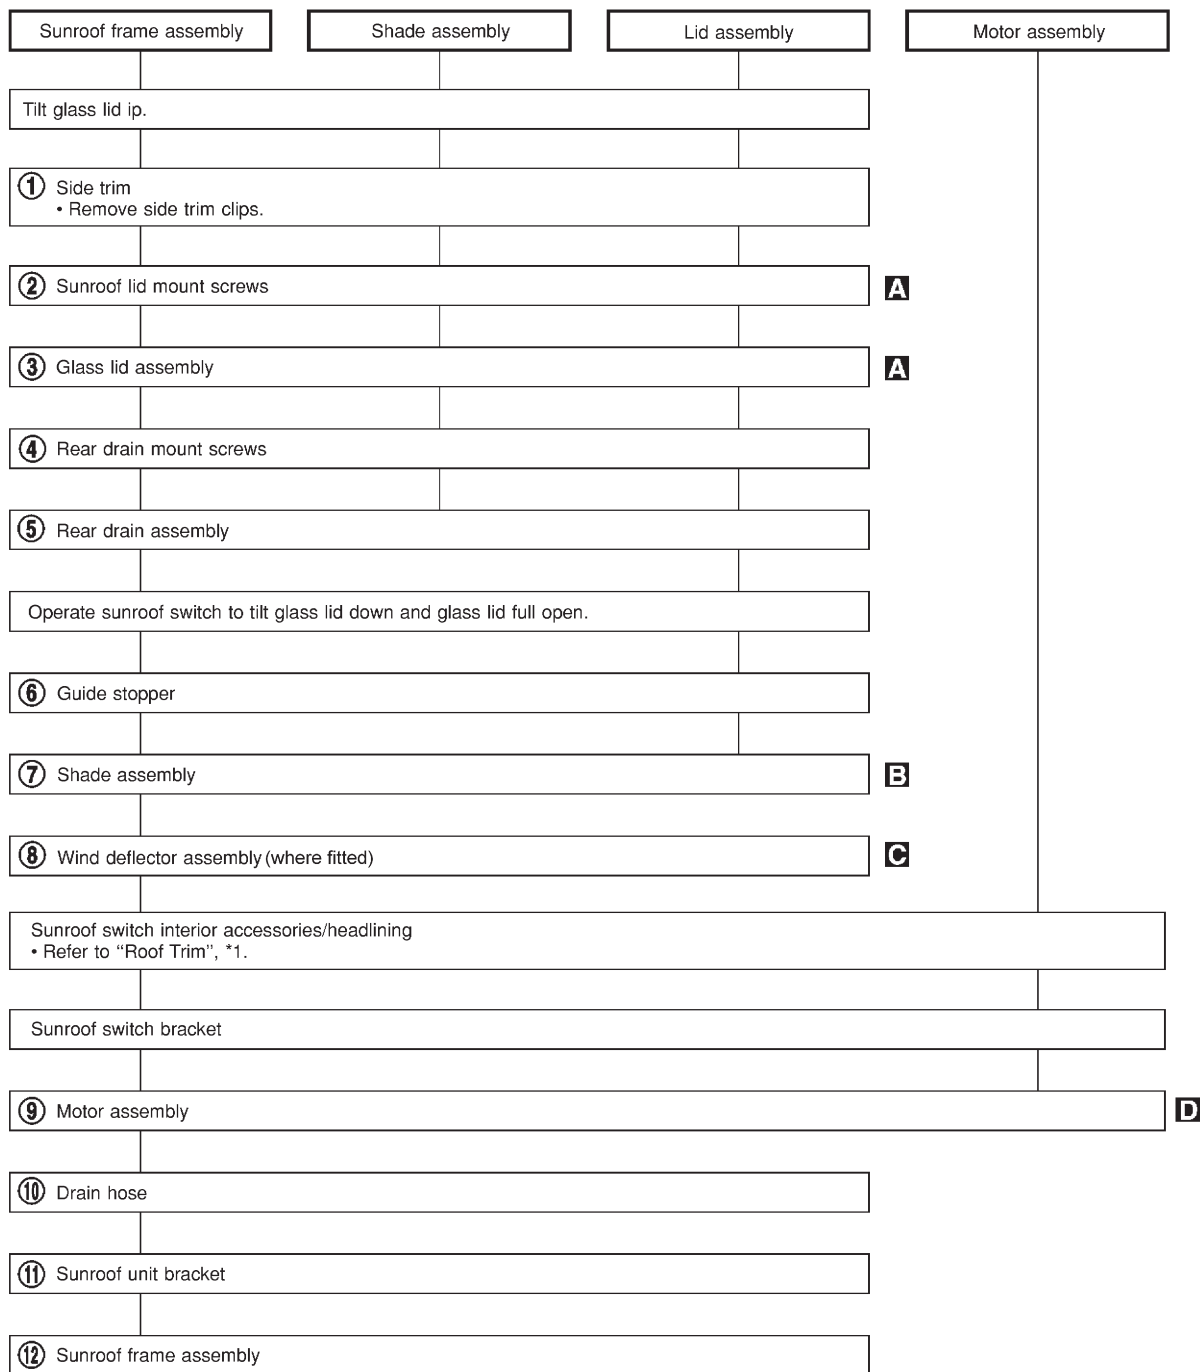 Sunroof frame assembly
Shade assembly
Lid assembly
Motor assembly
Tilt glass lid ip.
① Side trim
• Remove side trim clips.
② Sunroof lid mount screws
A
③ Glass lid assembly
A
④ Rear drain mount screws
⑤ Rear drain assembly
Operate sunroof switch to tilt glass lid down and glass lid full open.
⑥ Guide stopper
⑦ Shade assembly
B
⑧ Wind deflector assembly (where fitted)
C
Sunroof switch interior accessories/headlining
• Refer to “Roof Trim”, *1.
Sunroof switch bracket
⑨ Motor assembly
D
⑩ Drain hose
⑪ Sunroof unit bracket
⑫ Sunroof frame assembly